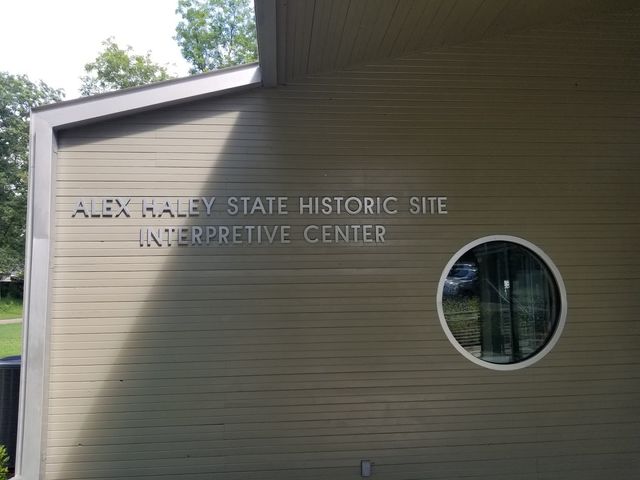 ALEX HALEY STATE HISTORIC SITE
INTERPRETIVE CENTER